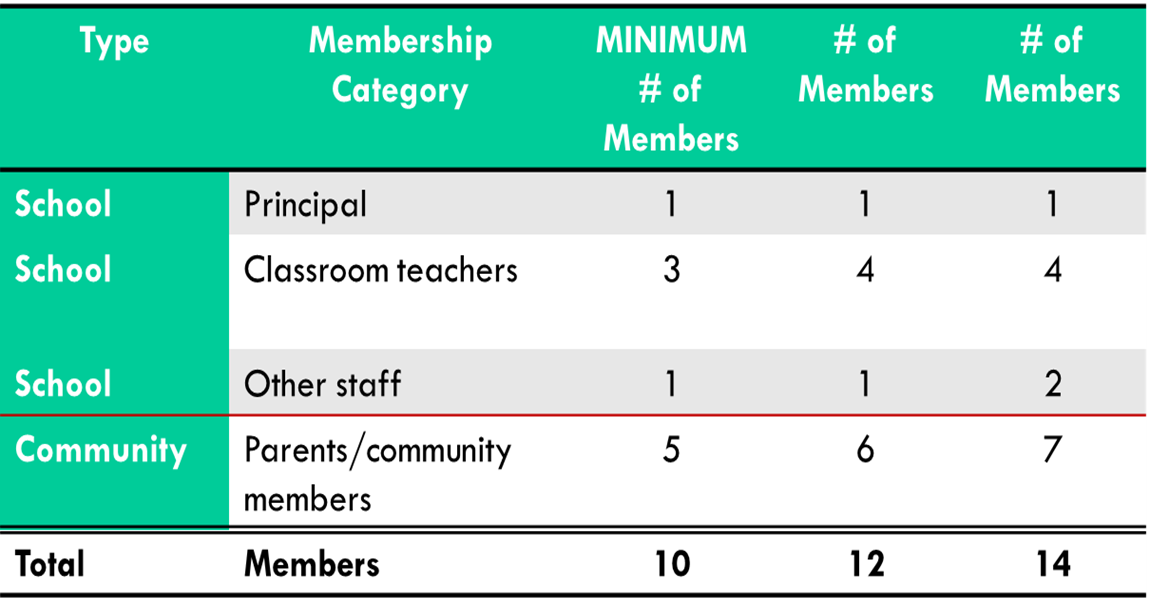 Type Membership Category MINIMUM # of Members # of Members # of Members
School Principal 1 1 1
School Classroom teachers 3 4 4
School Other staff 1 1 2
Community Parents/community members 5 6 7
Total Members 10 12 14